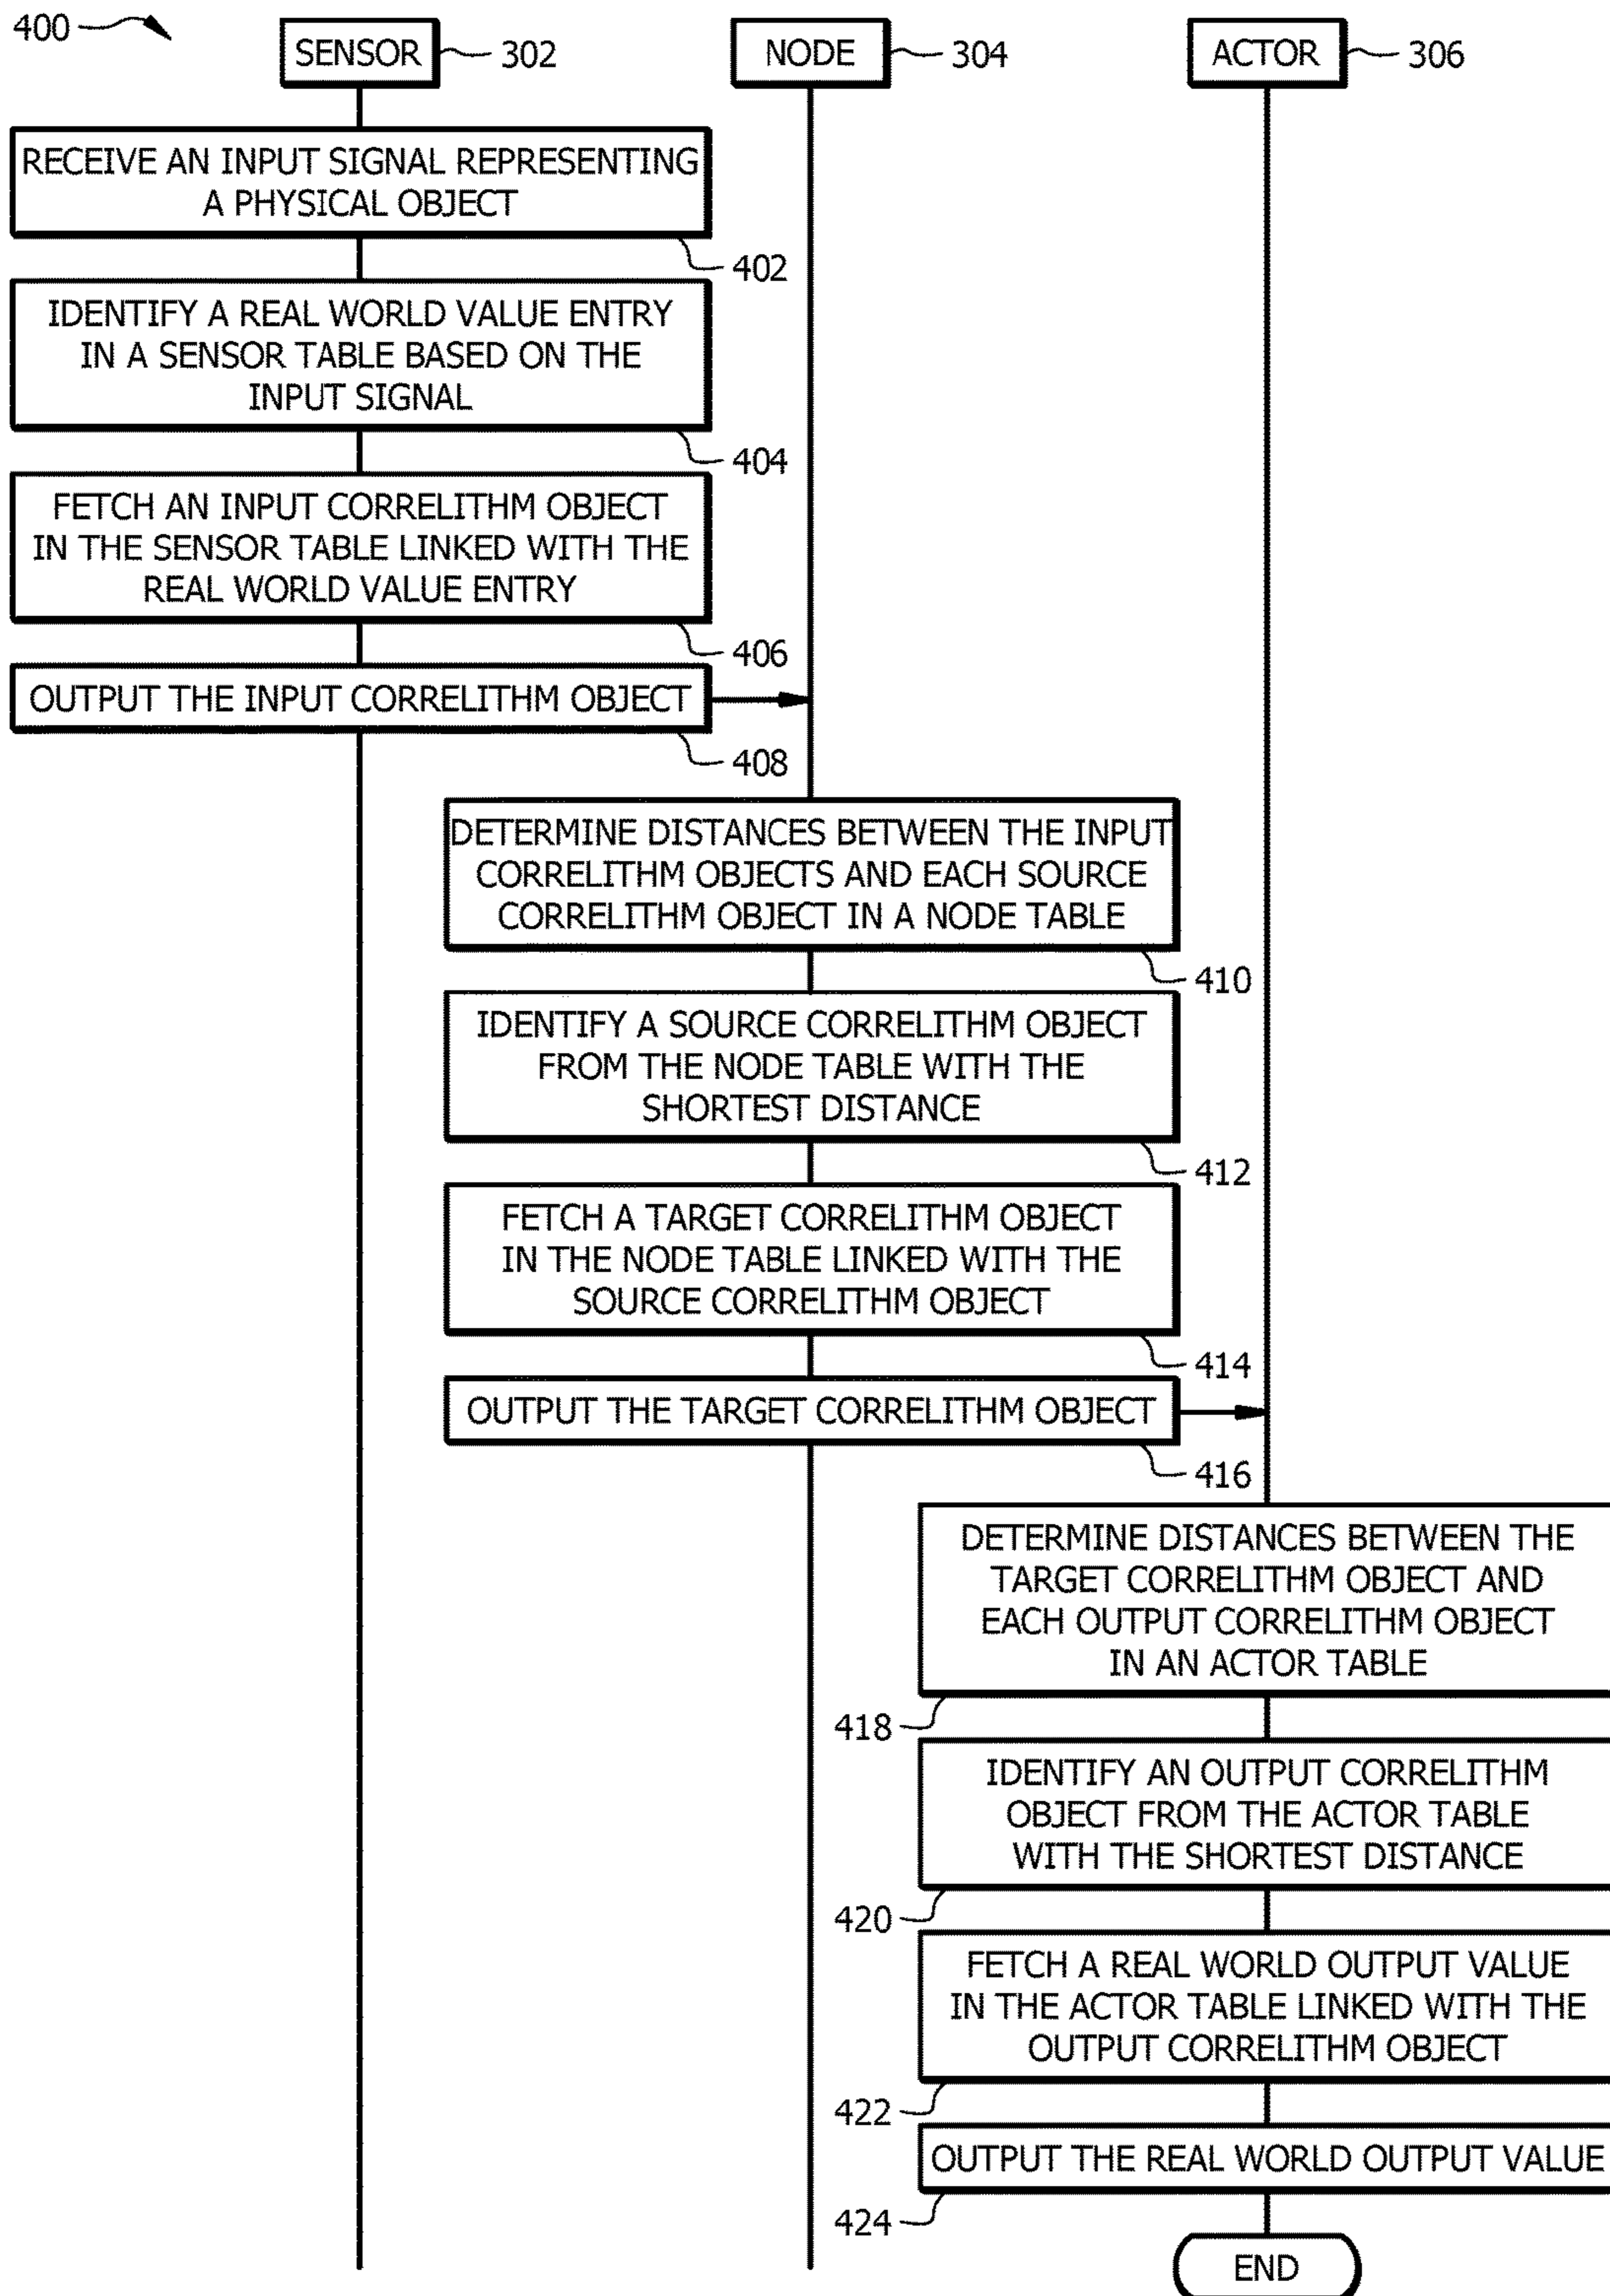 400
SENSOR
302
NODE
304
ACTOR
306
RECEIVE AN INPUT SIGNAL REPRESENTING
A PHYSICAL OBJECT
402
IDENTIFY A REAL WORLD VALUE ENTRY
IN A SENSOR TABLE BASED ON THE
INPUT SIGNAL
404
FETCH AN INPUT CORRELITHM OBJECT
IN THE SENSOR TABLE LINKED WITH THE
REAL WORLD VALUE ENTRY
406
OUTPUT THE INPUT CORRELITHM OBJECT
408
DETERMINE DISTANCES BETWEEN THE INPUT
CORRELITHM OBJECTS AND EACH SOURCE
CORRELITHM OBJECT IN A NODE TABLE
410
IDENTIFY A SOURCE CORRELITHM OBJECT
FROM THE NODE TABLE WITH THE
SHORTEST DISTANCE
412
FETCH A TARGET CORRELITHM OBJECT
IN THE NODE TABLE LINKED WITH THE
SOURCE CORRELITHM OBJECT
414
OUTPUT THE TARGET CORRELITHM OBJECT
416
DETERMINE DISTANCES BETWEEN THE
TARGET CORRELITHM OBJECT AND
EACH OUTPUT CORRELITHM OBJECT
IN AN ACTOR TABLE
418
IDENTIFY AN OUTPUT CORRELITHM
OBJECT FROM THE ACTOR TABLE
WITH THE SHORTEST DISTANCE
420
FETCH A REAL WORLD OUTPUT VALUE
IN THE ACTOR TABLE LINKED WITH THE
OUTPUT CORRELITHM OBJECT
422
OUTPUT THE REAL WORLD OUTPUT VALUE
424
END